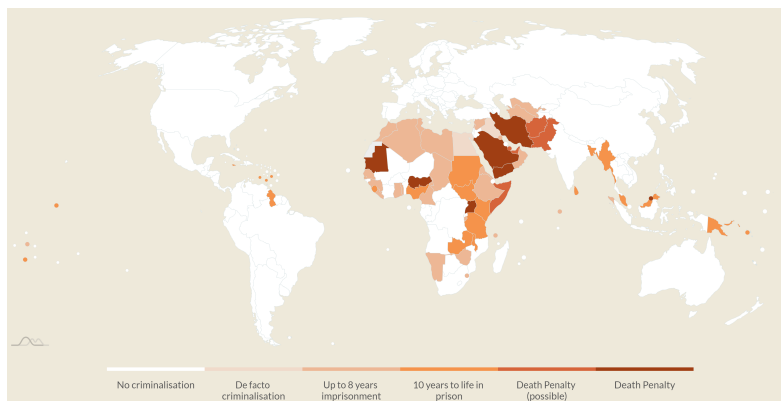 No criminalisation
De facto
criminalisation
Up to 8 years
imprisonment
10 years to life in
prison
Death Penalty
(possible)
Death Penalty